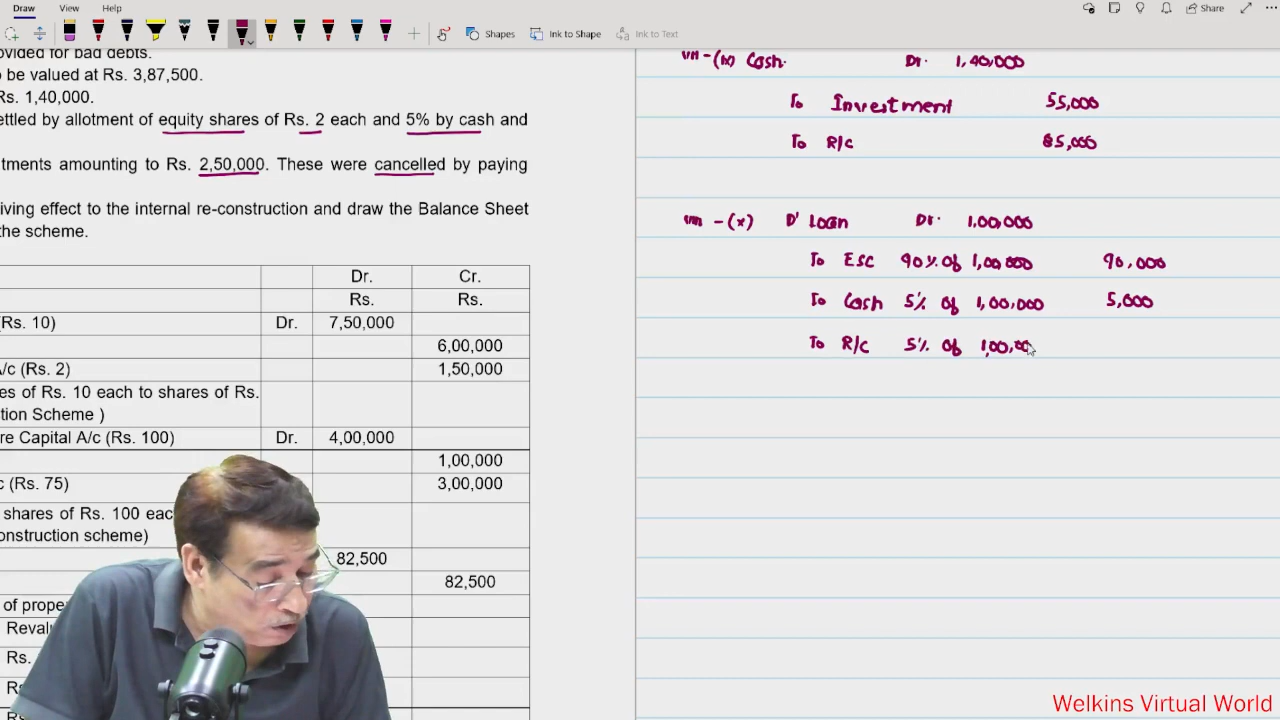 Draw View Help Share
Shapes Ink to Shape Ink to Text
ovided for bad debts.
o be valued at Rs. 3,87,500.
Rs. 1,40,000.
ettled by allotment of equity shares of Rs. 2 each and 5% by cash and
tments amounting to Rs. 2,50,000. These were cancelled by paying
iving effect to the internal re-construction and draw the Balance Sheet
the scheme.
Dr. Cr.
Rs. Rs.
(Rs. 10) Dr. 7,50,000
6,00,000
A/c (Rs. 2) 1,50,000
es of Rs. 10 each to shares of Rs.
ction Scheme )
re Capital A/c (Rs. 100) Dr. 4,00,000
1,00,000
c (Rs. 75) 3,00,000
shares of Rs. 100 eac
onstruction scheme)
82,500
82,500
of prope
Reval
Rs.
Cash Dr. 1,40,000
To Investment 55,000
To R/c 85,000
(x) D' Loan Dr. 1,00,000
To Esc 90% of 1,00,000 90,000
To Cash 5% of 1,00,000 5,000
To R/c 5% of 1,00,00
Welkins Virtual World